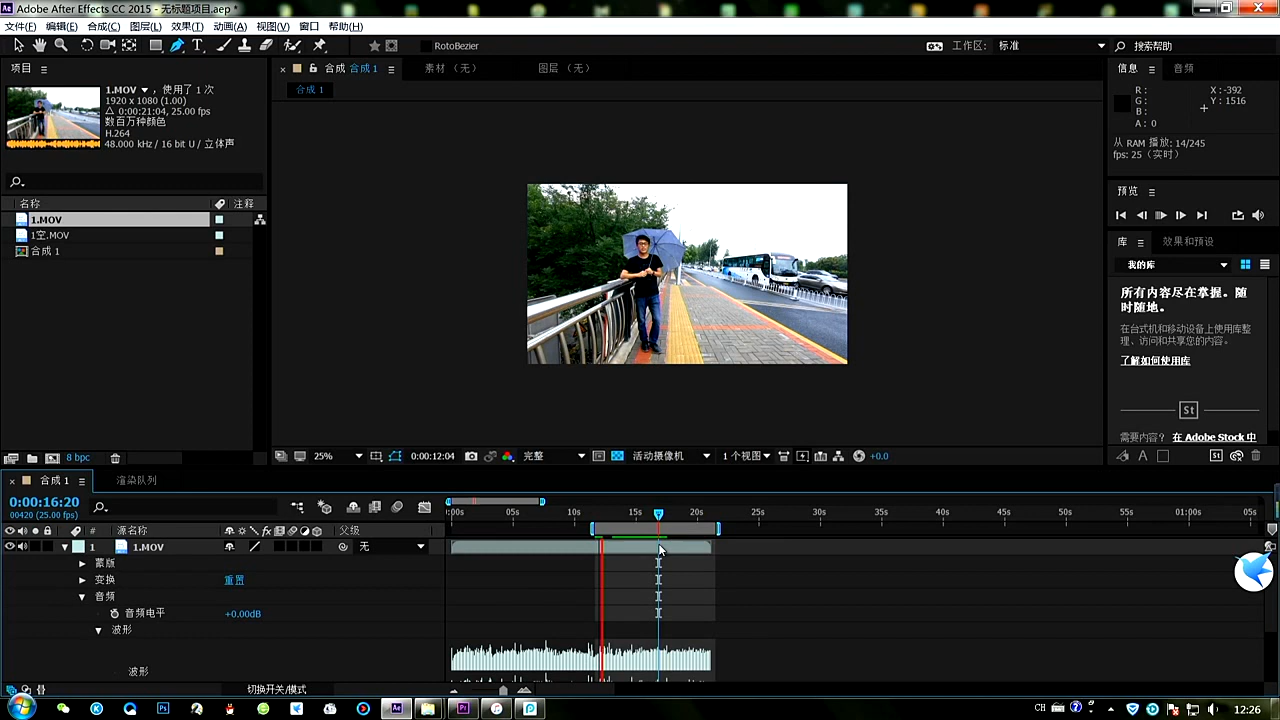 Adobe After Effects CC 2015 - 无标题项目.aep *
文件(F) 编辑(E) 合成(C) 图层(L) 效果(T) 动画(A) 视图(V) 窗口 帮助(H)
RotoBezier
工作区: 标准
搜索帮助
项目
合成 合成 1
素材 (无)
图层 (无)
信息
音频
1.MOV ，使用了 1 次
1920 x 1080 (1.00)
Δ 0:00:21:04, 25.00 fps
数百万种颜色
H.264
48.000 kHz / 16 bit U / 立体声
合成 1
R :
G :
B :
A : 0
X : -392
Y : 1516
从 RAM 播放: 14/245
fps: 25（实时）
预览
名称
注释
1.MOV
1空.MOV
合成 1
库
效果和预设
我的库
所有内容尽在掌握。随
时随地。
在台式机和移动设备上使用库整
理、访问和共享您的内容。
了解如何使用库
St
需要内容? 在 Adobe Stock 中
8 bpc
25%
0:00:12:04
完整
活动摄像机
1 个视图
+0.0
合成 1
渲染队列
0:00:16:20
00420 (25.00 fps)
:00s 05s 10s 15s 20s 25s 30s 35s 40s 45s 50s 55s 01:00s 05s
# 源名称
父级
1 1.MOV
无
蒙版
变换
重置
音频
音频电平
+0.00dB
波形
波形
切换开关/模式
CH
12:26